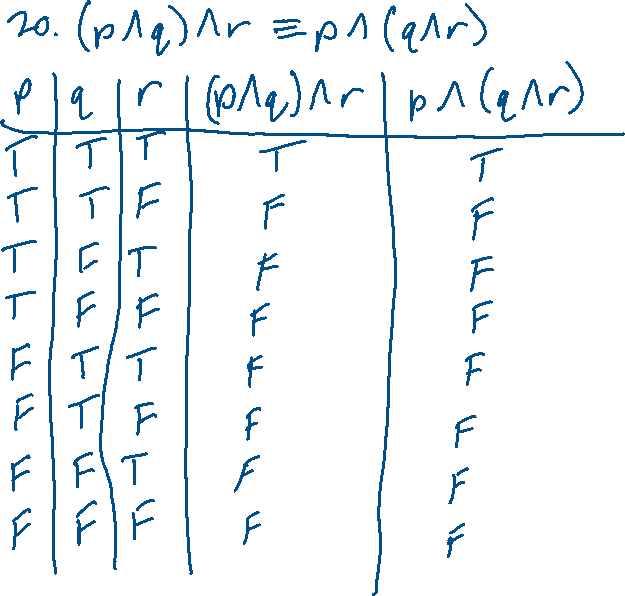 20. (p∧q)∧r ≡ p∧(q∧r)
p q r (p∧q)∧r p∧(q∧r)
T T T T T
T T F F F
T F T F F
T F F F F
F T T F F
F T F F F
F F T F F
F F F F F